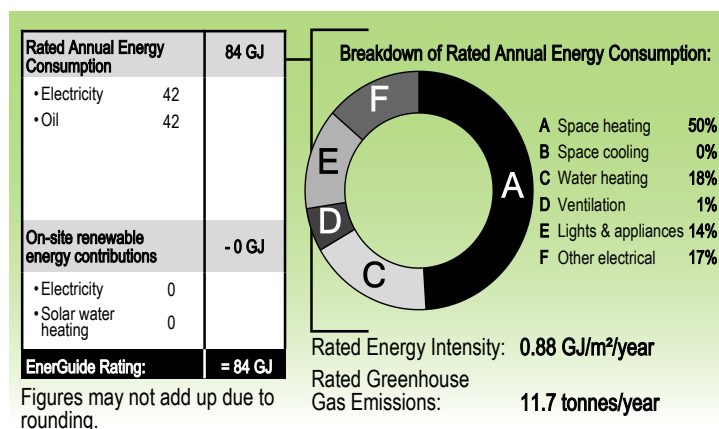 Rated Annual Energy Consumption 84 GJ
• Electricity 42
• Oil 42
On-site renewable energy contributions - 0 GJ
• Electricity 0
• Solar water heating 0
EnerGuide Rating: = 84 GJ
Figures may not add up due to
rounding.
Breakdown of Rated Annual Energy Consumption:
A
B
C
D
E
F
A Space heating 50%
B Space cooling 0%
C Water heating 18%
D Ventilation 1%
E Lights & appliances 14%
F Other electrical 17%
Rated Energy Intensity: 0.88 GJ/m²/year
Rated Greenhouse
Gas Emissions: 11.7 tonnes/year